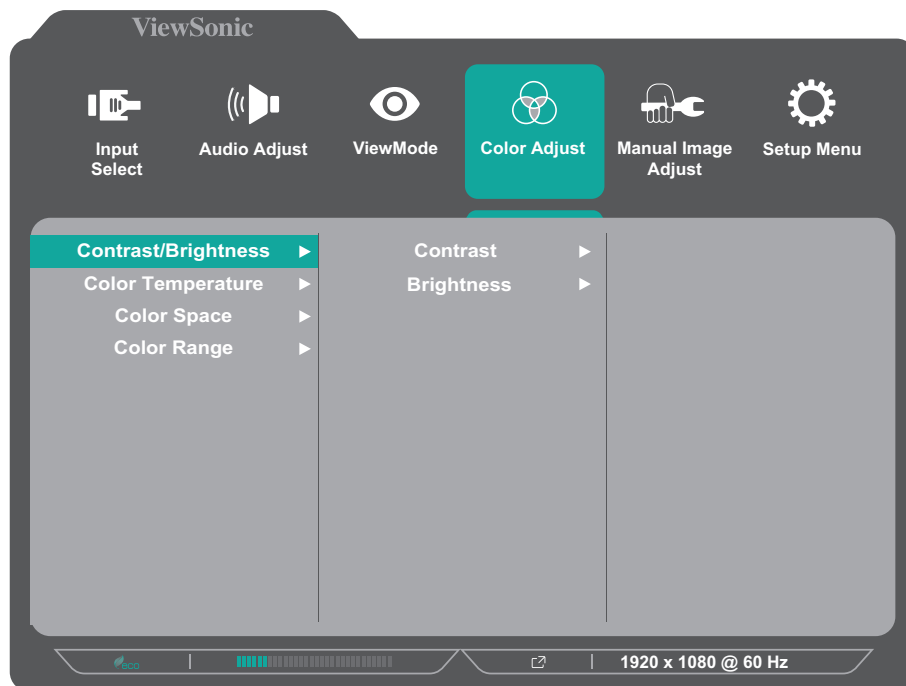 ViewSonic
Input
Select
Audio Adjust
ViewMode
Color Adjust
Manual Image
Adjust
Setup Menu
Contrast/Brightness
Color Temperature
Color Space
Color Range
Contrast
Brightness
eco
1920 x 1080 @ 60 Hz